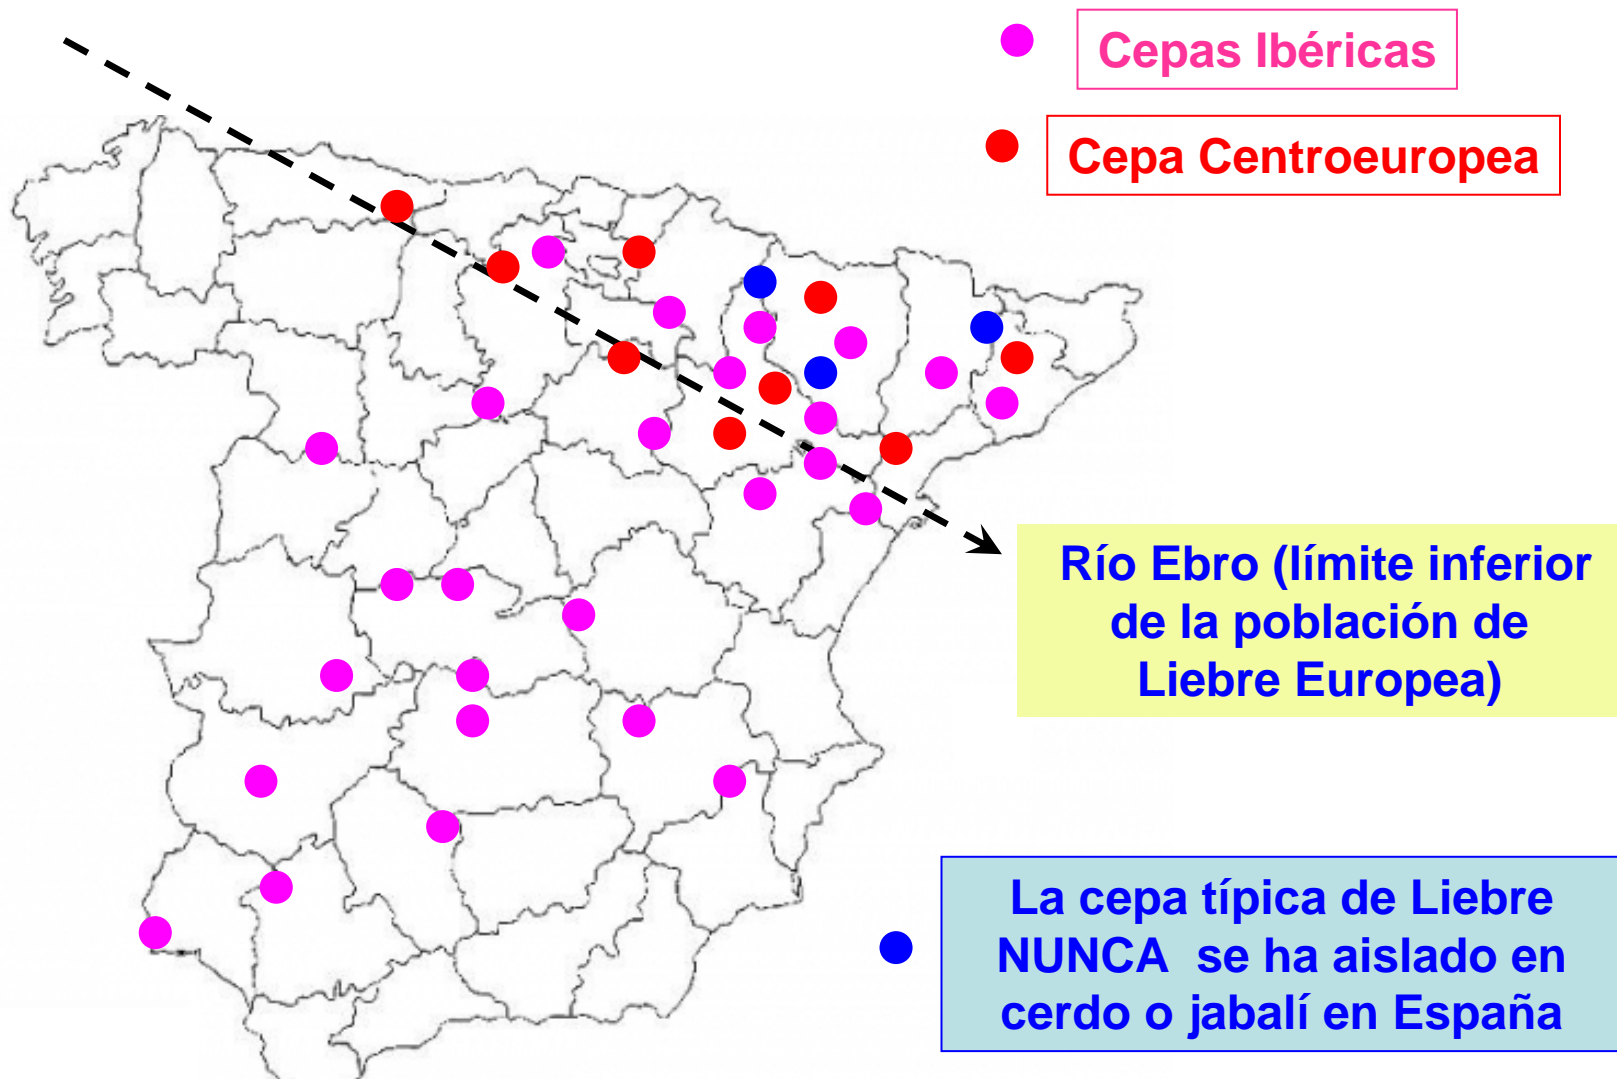 Cepas Ibéricas
Cepa Centroeuropea
Río Ebro (límite inferior
de la población de
Liebre Europea)
La cepa típica de Liebre
NUNCA se ha aislado en
cerdo o jabalí en España